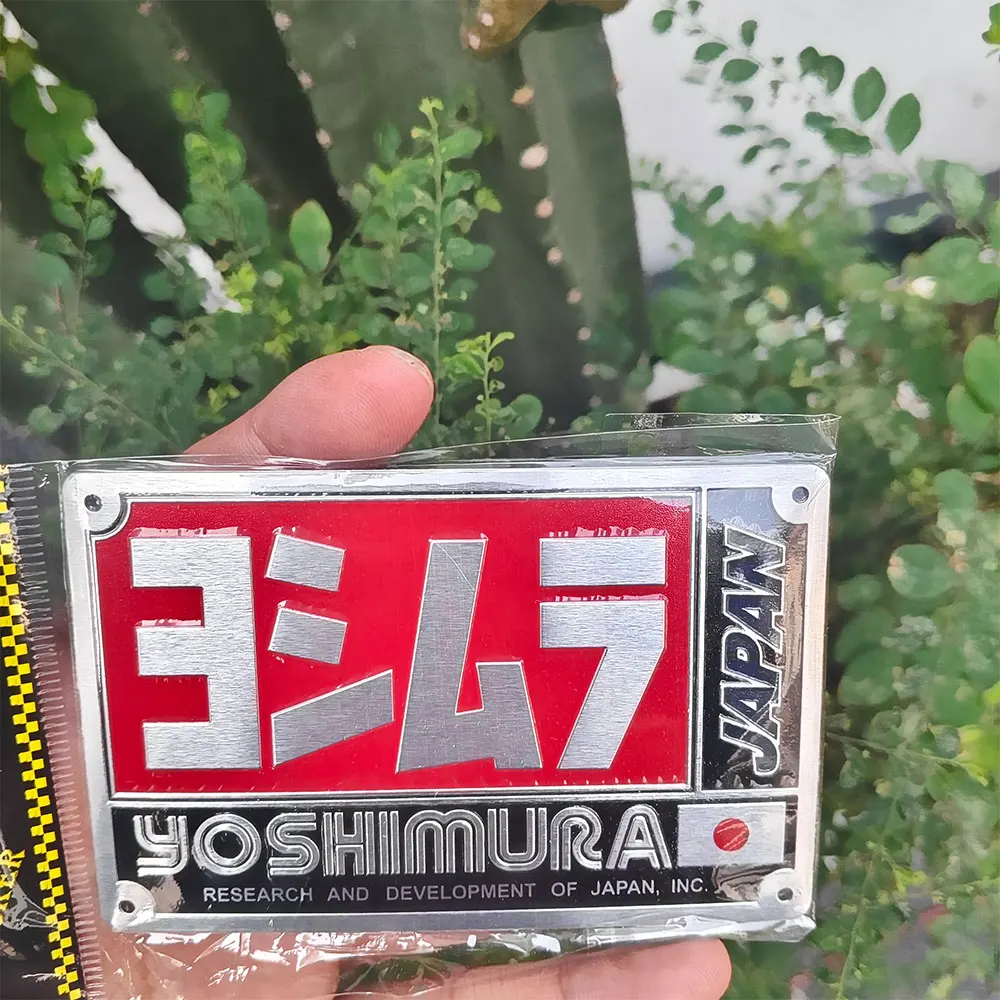 ヨシムラ
JAPAN
YOSHIMURA
RESEARCH AND DEVELOPMENT OF JAPAN, INC.